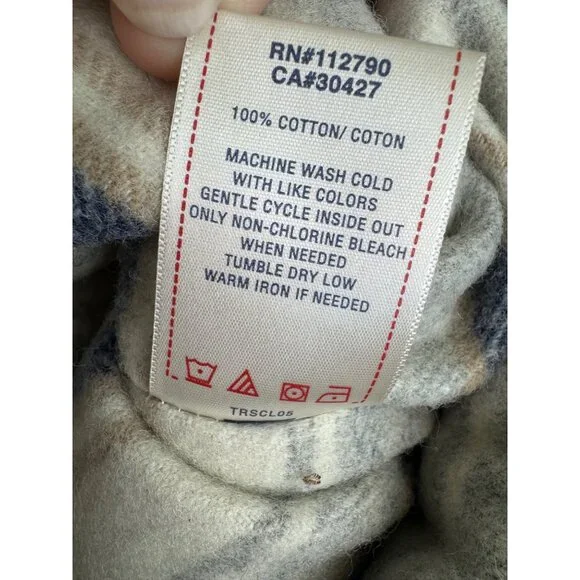 RN#112790
CA#30427
100% COTTON/ COTON
MACHINE WASH COLD
WITH LIKE COLORS
GENTLE CYCLE INSIDE OUT
ONLY NON-CHLORINE BLEACH
WHEN NEEDED
TUMBLE DRY LOW
WARM IRON IF NEEDED
TRSCL05